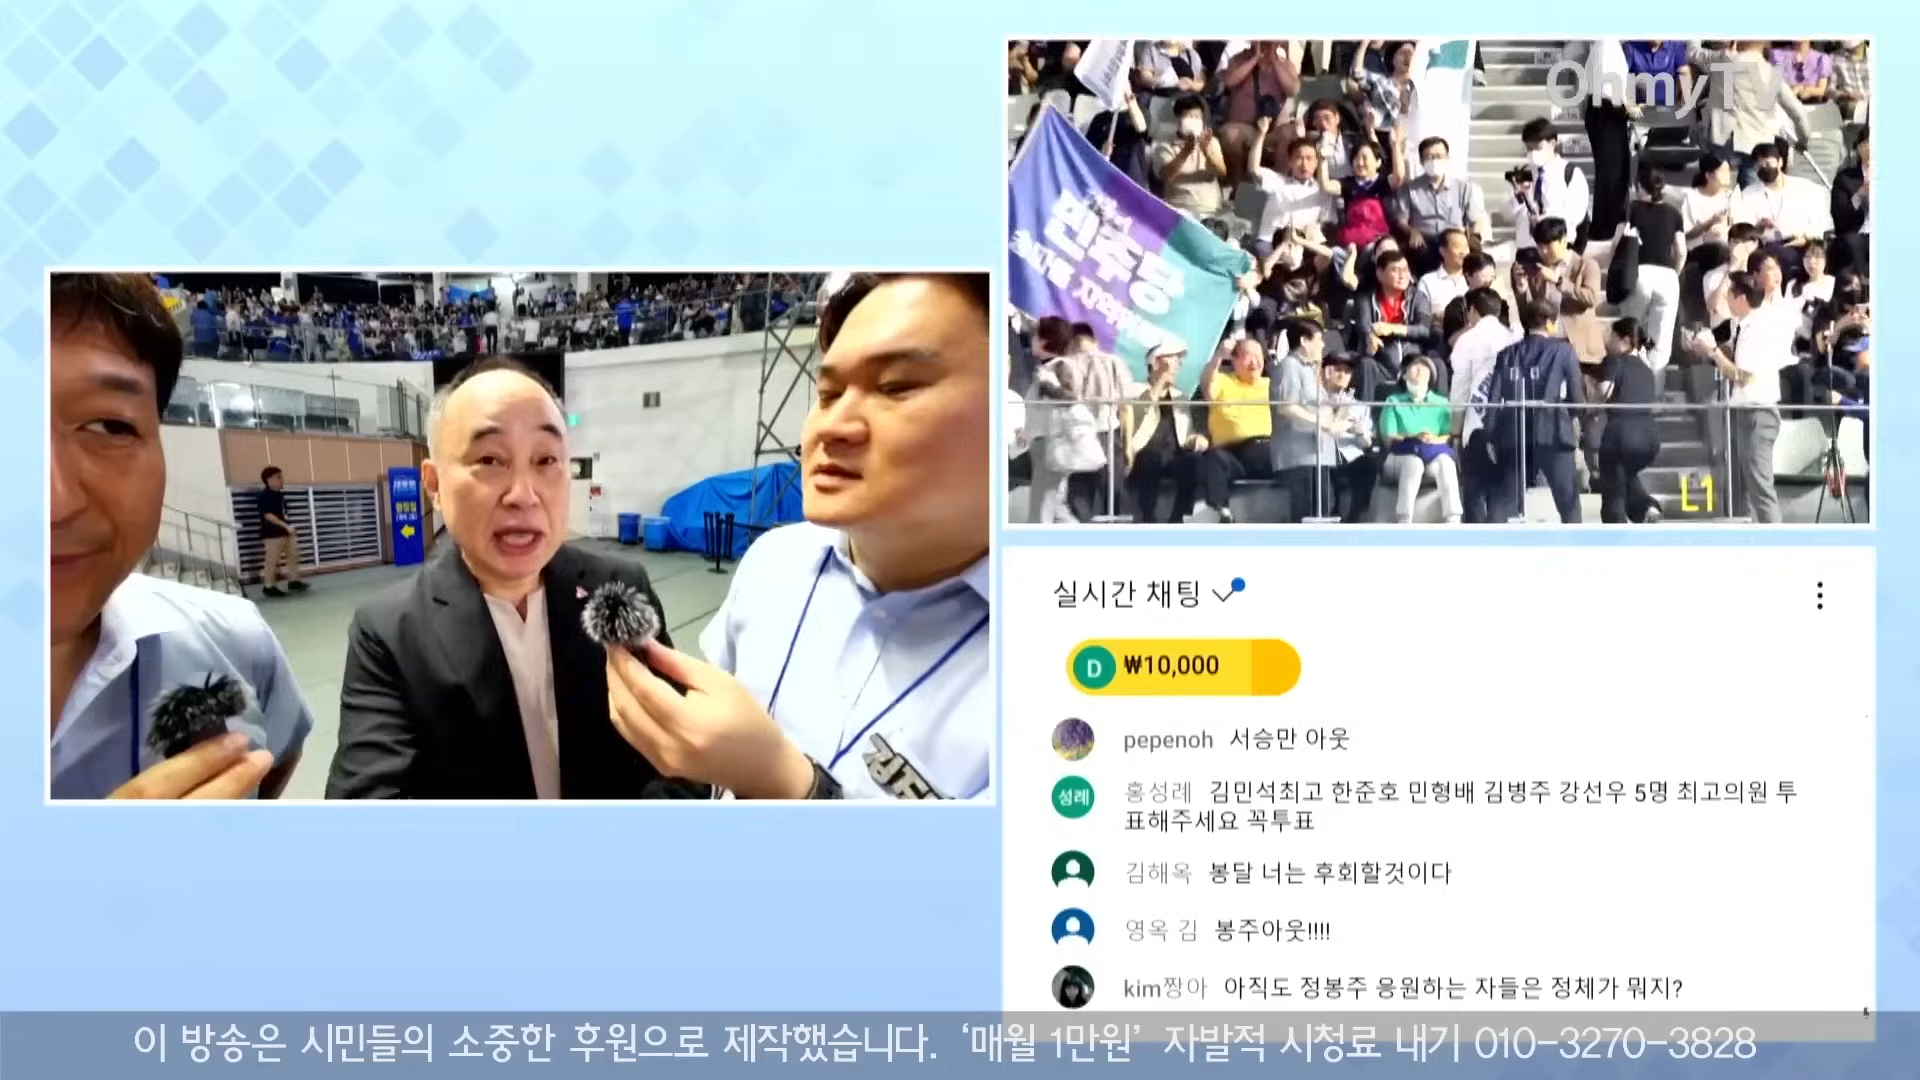 OhmyTV
민주당
L1
실시간 채팅
D ₩10,000
pepenoh 서승만 아웃
성례 홍성례 김민석최고 한준호 민형배 김병주 강선우 5명 최고의원 투
표해주세요 꼭투표
김해옥 봉달 너는 후회할것이다
영옥 김 봉주아웃!!!!
kim짱아 아직도 정봉주 응원하는 자들은 정체가 뭐지?
이 방송은 시민들의 소중한 후원으로 제작했습니다. ‘매월 1만원’ 자발적 시청료 내기 010-3270-3828